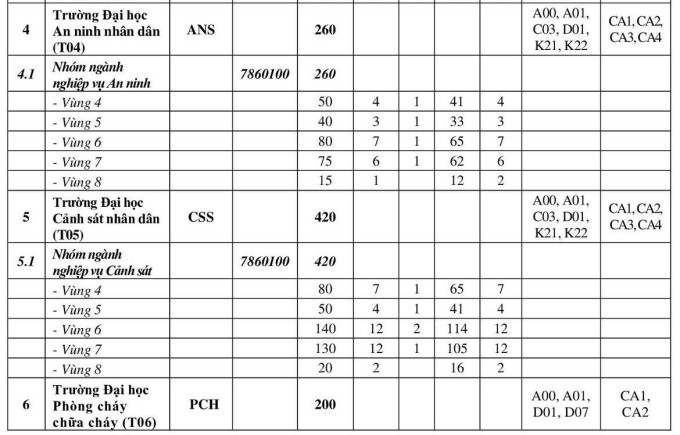 4 Trường Đại học An ninh nhân dân (T04) ANS 260 A00, A01, C03, D01, K21, K22 CA1, CA2, CA3, CA4
4.1 Nhóm ngành nghiệp vụ An ninh 7860100 260
- Vùng 4 50 4 1 41 4
- Vùng 5 40 3 1 33 3
- Vùng 6 80 7 1 65 7
- Vùng 7 75 6 1 62 6
- Vùng 8 15 1 12 2
5 Trường Đại học Cảnh sát nhân dân (T05) CSS 420 A00, A01, C03, D01, K21, K22 CA1, CA2, CA3, CA4
5.1 Nhóm ngành nghiệp vụ Cảnh sát 7860100 420
- Vùng 4 80 7 1 65 7
- Vùng 5 50 4 1 41 4
- Vùng 6 140 12 2 114 12
- Vùng 7 130 12 1 105 12
- Vùng 8 20 2 16 2
6 Trường Đại học Phòng cháy chữa cháy (T06) PCH 200 A00, A01, D01, D07 CA1, CA2